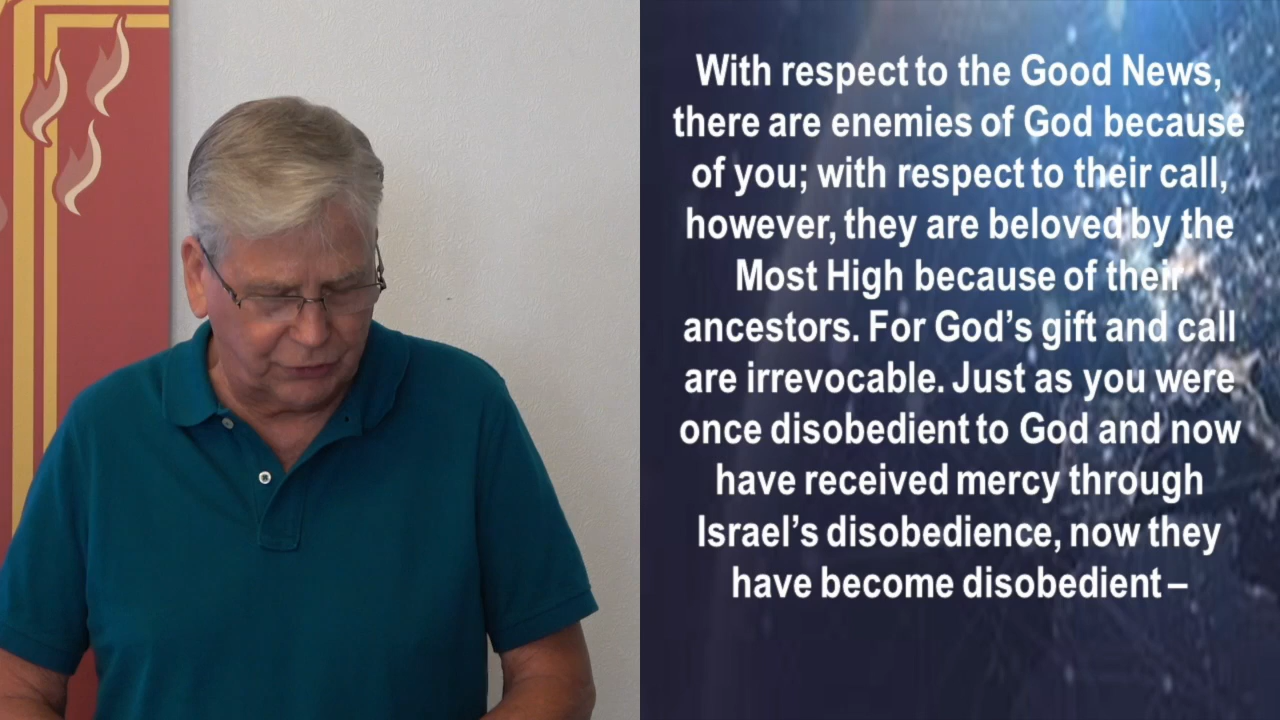 With respect to the Good News,
there are enemies of God because
of you; with respect to their call,
however, they are beloved by the
Most High because of their
ancestors. For God’s gift and call
are irrevocable. Just as you were
once disobedient to God and now
have received mercy through
Israel’s disobedience, now they
have become disobedient –